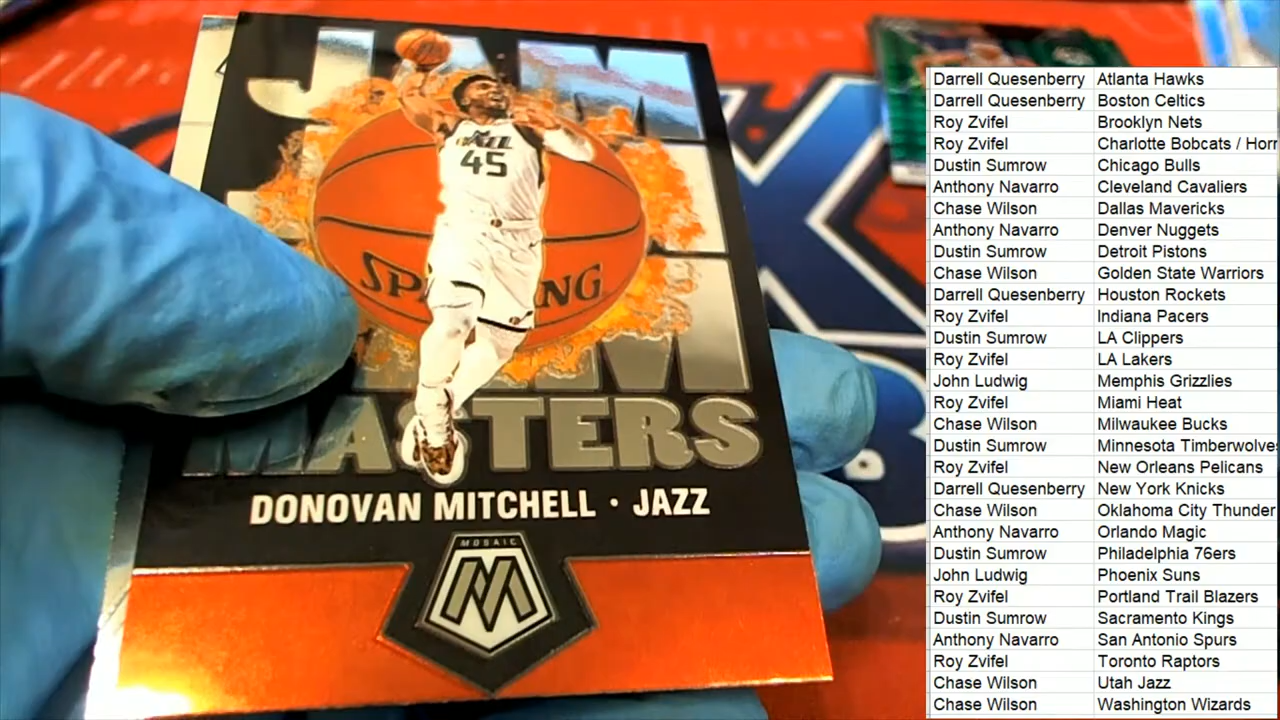 JAM
JAZZ
45
SPALDING
JAM
MASTERS
DONOVAN MITCHELL · JAZZ
MOSAIC
M
Darrell Quesenberry Atlanta Hawks
Darrell Quesenberry Boston Celtics
Roy Zvifel Brooklyn Nets
Roy Zvifel Charlotte Bobcats / Horr
Dustin Sumrow Chicago Bulls
Anthony Navarro Cleveland Cavaliers
Chase Wilson Dallas Mavericks
Anthony Navarro Denver Nuggets
Dustin Sumrow Detroit Pistons
Chase Wilson Golden State Warriors
Darrell Quesenberry Houston Rockets
Roy Zvifel Indiana Pacers
Dustin Sumrow LA Clippers
Roy Zvifel LA Lakers
John Ludwig Memphis Grizzlies
Roy Zvifel Miami Heat
Chase Wilson Milwaukee Bucks
Dustin Sumrow Minnesota Timberwolve
Roy Zvifel New Orleans Pelicans
Darrell Quesenberry New York Knicks
Chase Wilson Oklahoma City Thunder
Anthony Navarro Orlando Magic
Dustin Sumrow Philadelphia 76ers
John Ludwig Phoenix Suns
Roy Zvifel Portland Trail Blazers
Dustin Sumrow Sacramento Kings
Anthony Navarro San Antonio Spurs
Roy Zvifel Toronto Raptors
Chase Wilson Utah Jazz
Chase Wilson Washington Wizards